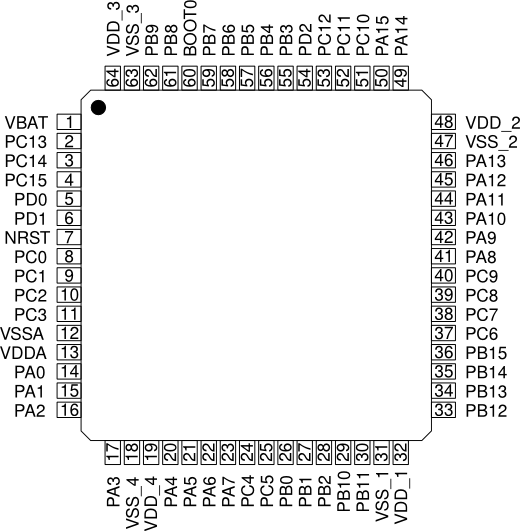 VDD_3 VSS_3 PB9 PB8 BOOT0 PB7 PB6 PB5 PB4 PB3 PD2 PC12 PC11 PC10 PA15 PA14
64 63 62 61 60 59 58 57 56 55 54 53 52 51 50 49
VBAT 1 48 VDD_2
PC13 2 47 VSS_2
PC14 3 46 PA13
PC15 4 45 PA12
PD0 5 44 PA11
PD1 6 43 PA10
NRST 7 42 PA9
PC0 8 41 PA8
PC1 9 40 PC9
PC2 10 39 PC8
PC3 11 38 PC7
VSSA 12 37 PC6
VDDA 13 36 PB15
PA0 14 35 PB14
PA1 15 34 PB13
PA2 16 33 PB12
17 18 19 20 21 22 23 24 25 26 27 28 29 30 31 32
PA3 VSS_4 VDD_4 PA4 PA5 PA6 PA7 PC4 PC5 PB0 PB1 PB2 PB10 PB11 VSS_1 VDD_1